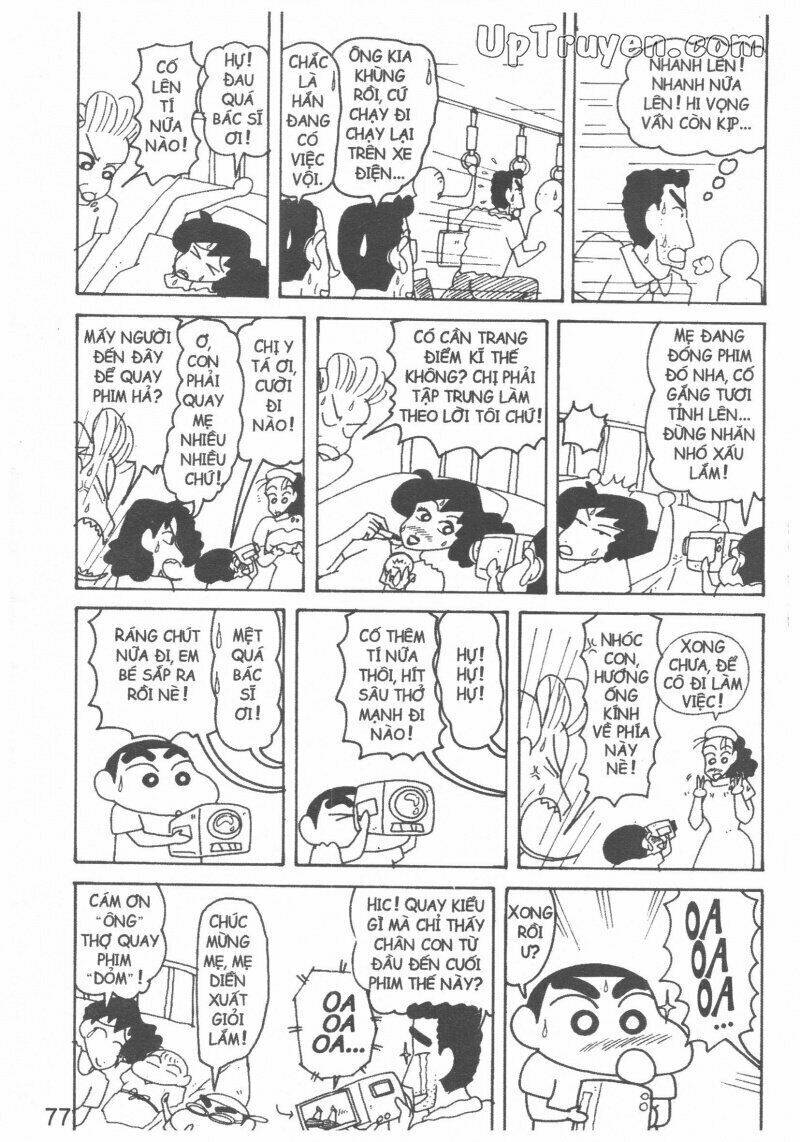 UpTruyen.com
NHANH LÊN!
NHANH NỮA
LÊN! HI VỌNG
VẪN CÒN KỊP...
ÔNG KIA
KHÙNG
RỒI, CỨ
CHẠY ĐI
CHẠY LẠI
TRÊN XE
ĐIỆN...
CHẮC
LÀ
HẮN
ĐANG
CÓ
VIỆC
VỘI.
HỰ!
ĐAU
QUÁ
BÁC SĨ
ƠI!
CỐ
LÊN
TÍ
NỮA
NÀO!
MẸ ĐANG
ĐÓNG PHIM
ĐÓ NHA, CỐ
GẮNG TƯƠI
TỈNH LÊN...
ĐỪNG NHĂN
NHÓ XẤU
LẮM!
CÓ CẦN TRANG
ĐIỂM KĨ THẾ
KHÔNG? CHỊ PHẢI
TẬP TRUNG LÀM
THEO LỜI TÔI CHỨ!
CHỊ Y
TÁ ƠI,
CƯỜI
ĐI
NÀO!
Ơ,
CON
PHẢI
QUAY
MẸ
NHIỀU
NHIỀU
CHỨ!
MẤY NGƯỜI
ĐẾN ĐÂY
ĐỂ QUAY
PHIM HẢ?
XONG
CHƯA, ĐỂ
CÔ ĐI LÀM
VIỆC!
NHÓC
CON,
HƯỚNG
ỐNG
KÍNH
VỀ PHÍA
NÀY
NÈ!
HỰ!
HỰ!
HỰ!
CỐ THÊM
TÍ NỮA
THÔI, HÍT
SÂU THỞ
MẠNH ĐI
NÀO!
MỆT
QUÁ
BÁC
SĨ
ƠI!
RÁNG CHÚT
NỮA ĐI, EM
BÉ SẮP RA
RỒI NÈ!
OA
OA
OA...
XONG
RỒI
Ư?
HIC! QUAY KIỂU
GÌ MÀ CHỈ THẤY
CHÂN CON TỪ
ĐẦU ĐẾN CUỐI
PHIM THẾ NÀY?
OA
OA
OA...
CHÚC
MỪNG
MẸ, MẸ
DIỄN
XUẤT
GIỎI
LẮM!
CÁM ƠN
"ÔNG"
THỢ QUAY
PHIM
"DỎM"!
77